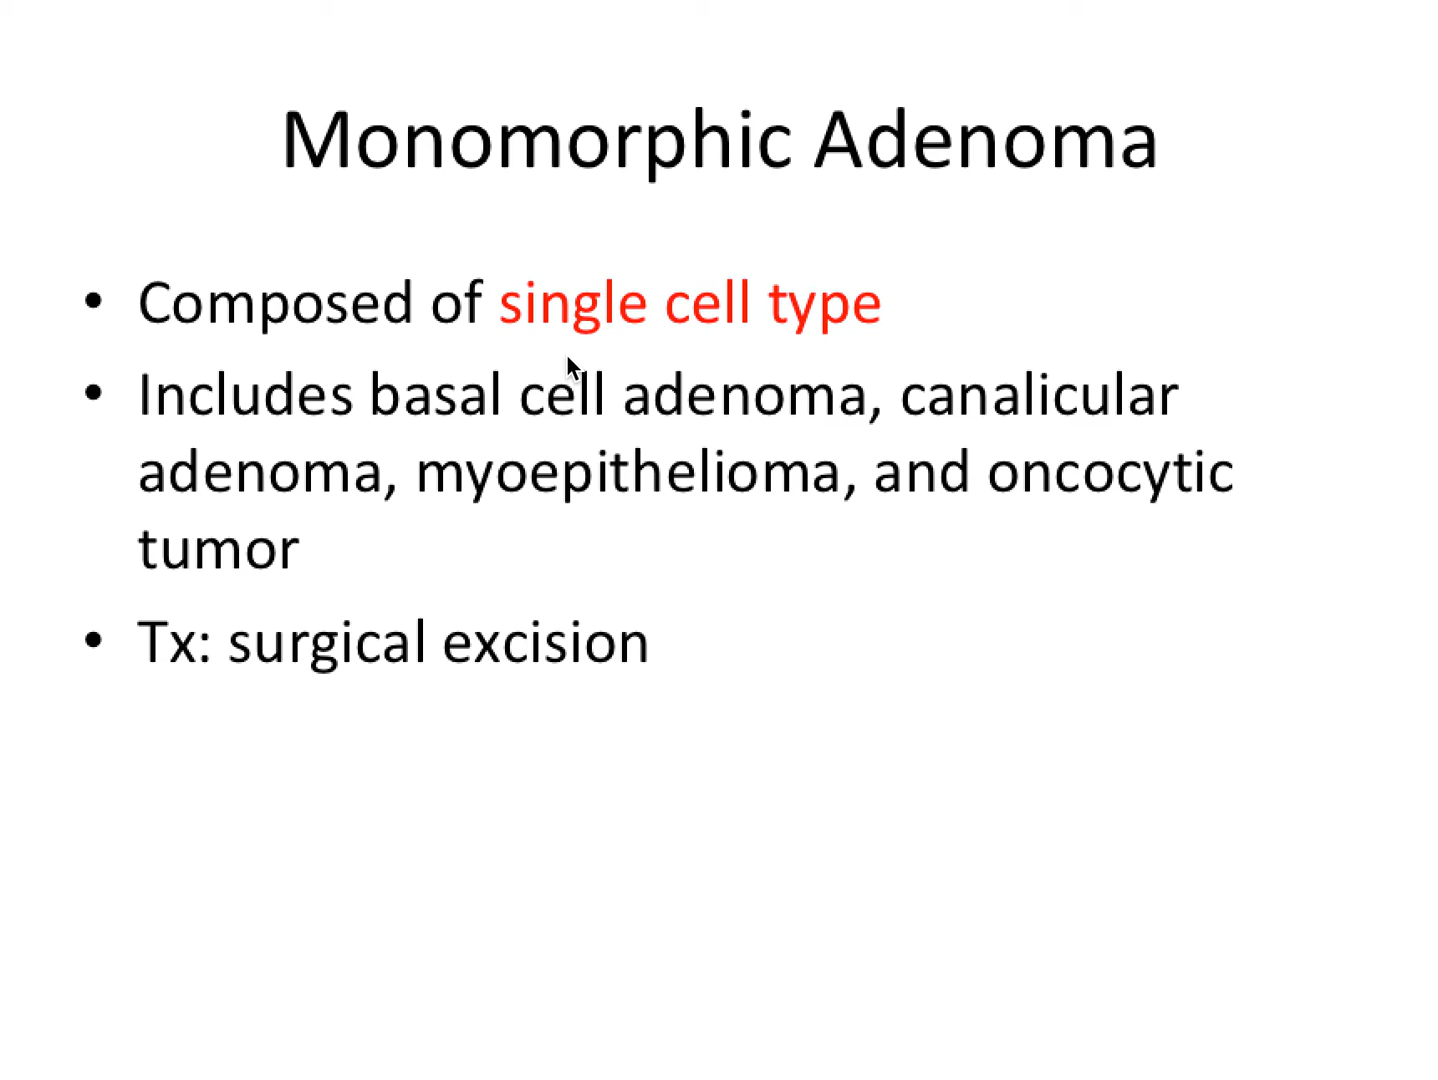 Monomorphic Adenoma
• Composed of single cell type
• Includes basal cell adenoma, canalicular
adenoma, myoepithelioma, and oncocytic
tumor
• Tx: surgical excision